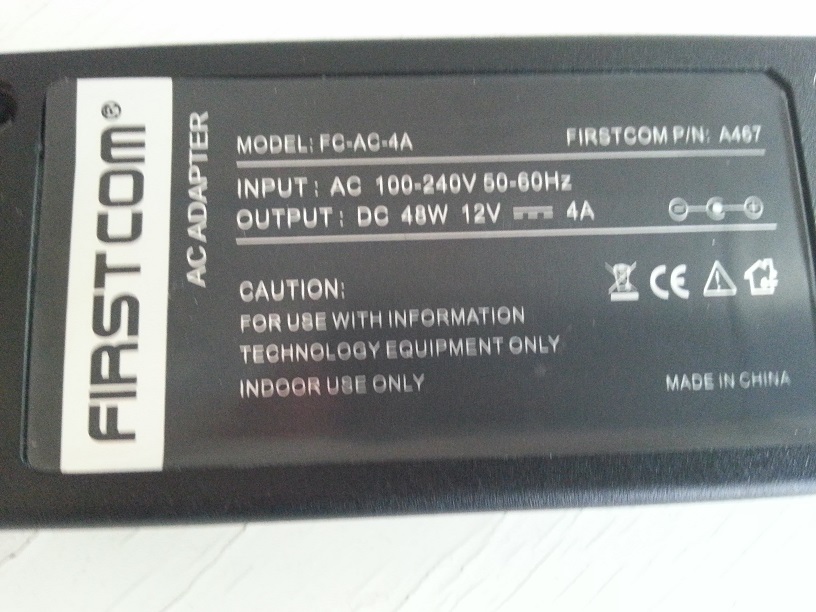 FIRSTCOM®
AC ADAPTER
MODEL: FC-AC-4A FIRSTCOM P/N: A467
INPUT: AC 100-240V 50-60Hz
OUTPUT: DC 48W 12V ⎓ 4A
CAUTION:
FOR USE WITH INFORMATION
TECHNOLOGY EQUIPMENT ONLY
INDOOR USE ONLY
CE
MADE IN CHINA